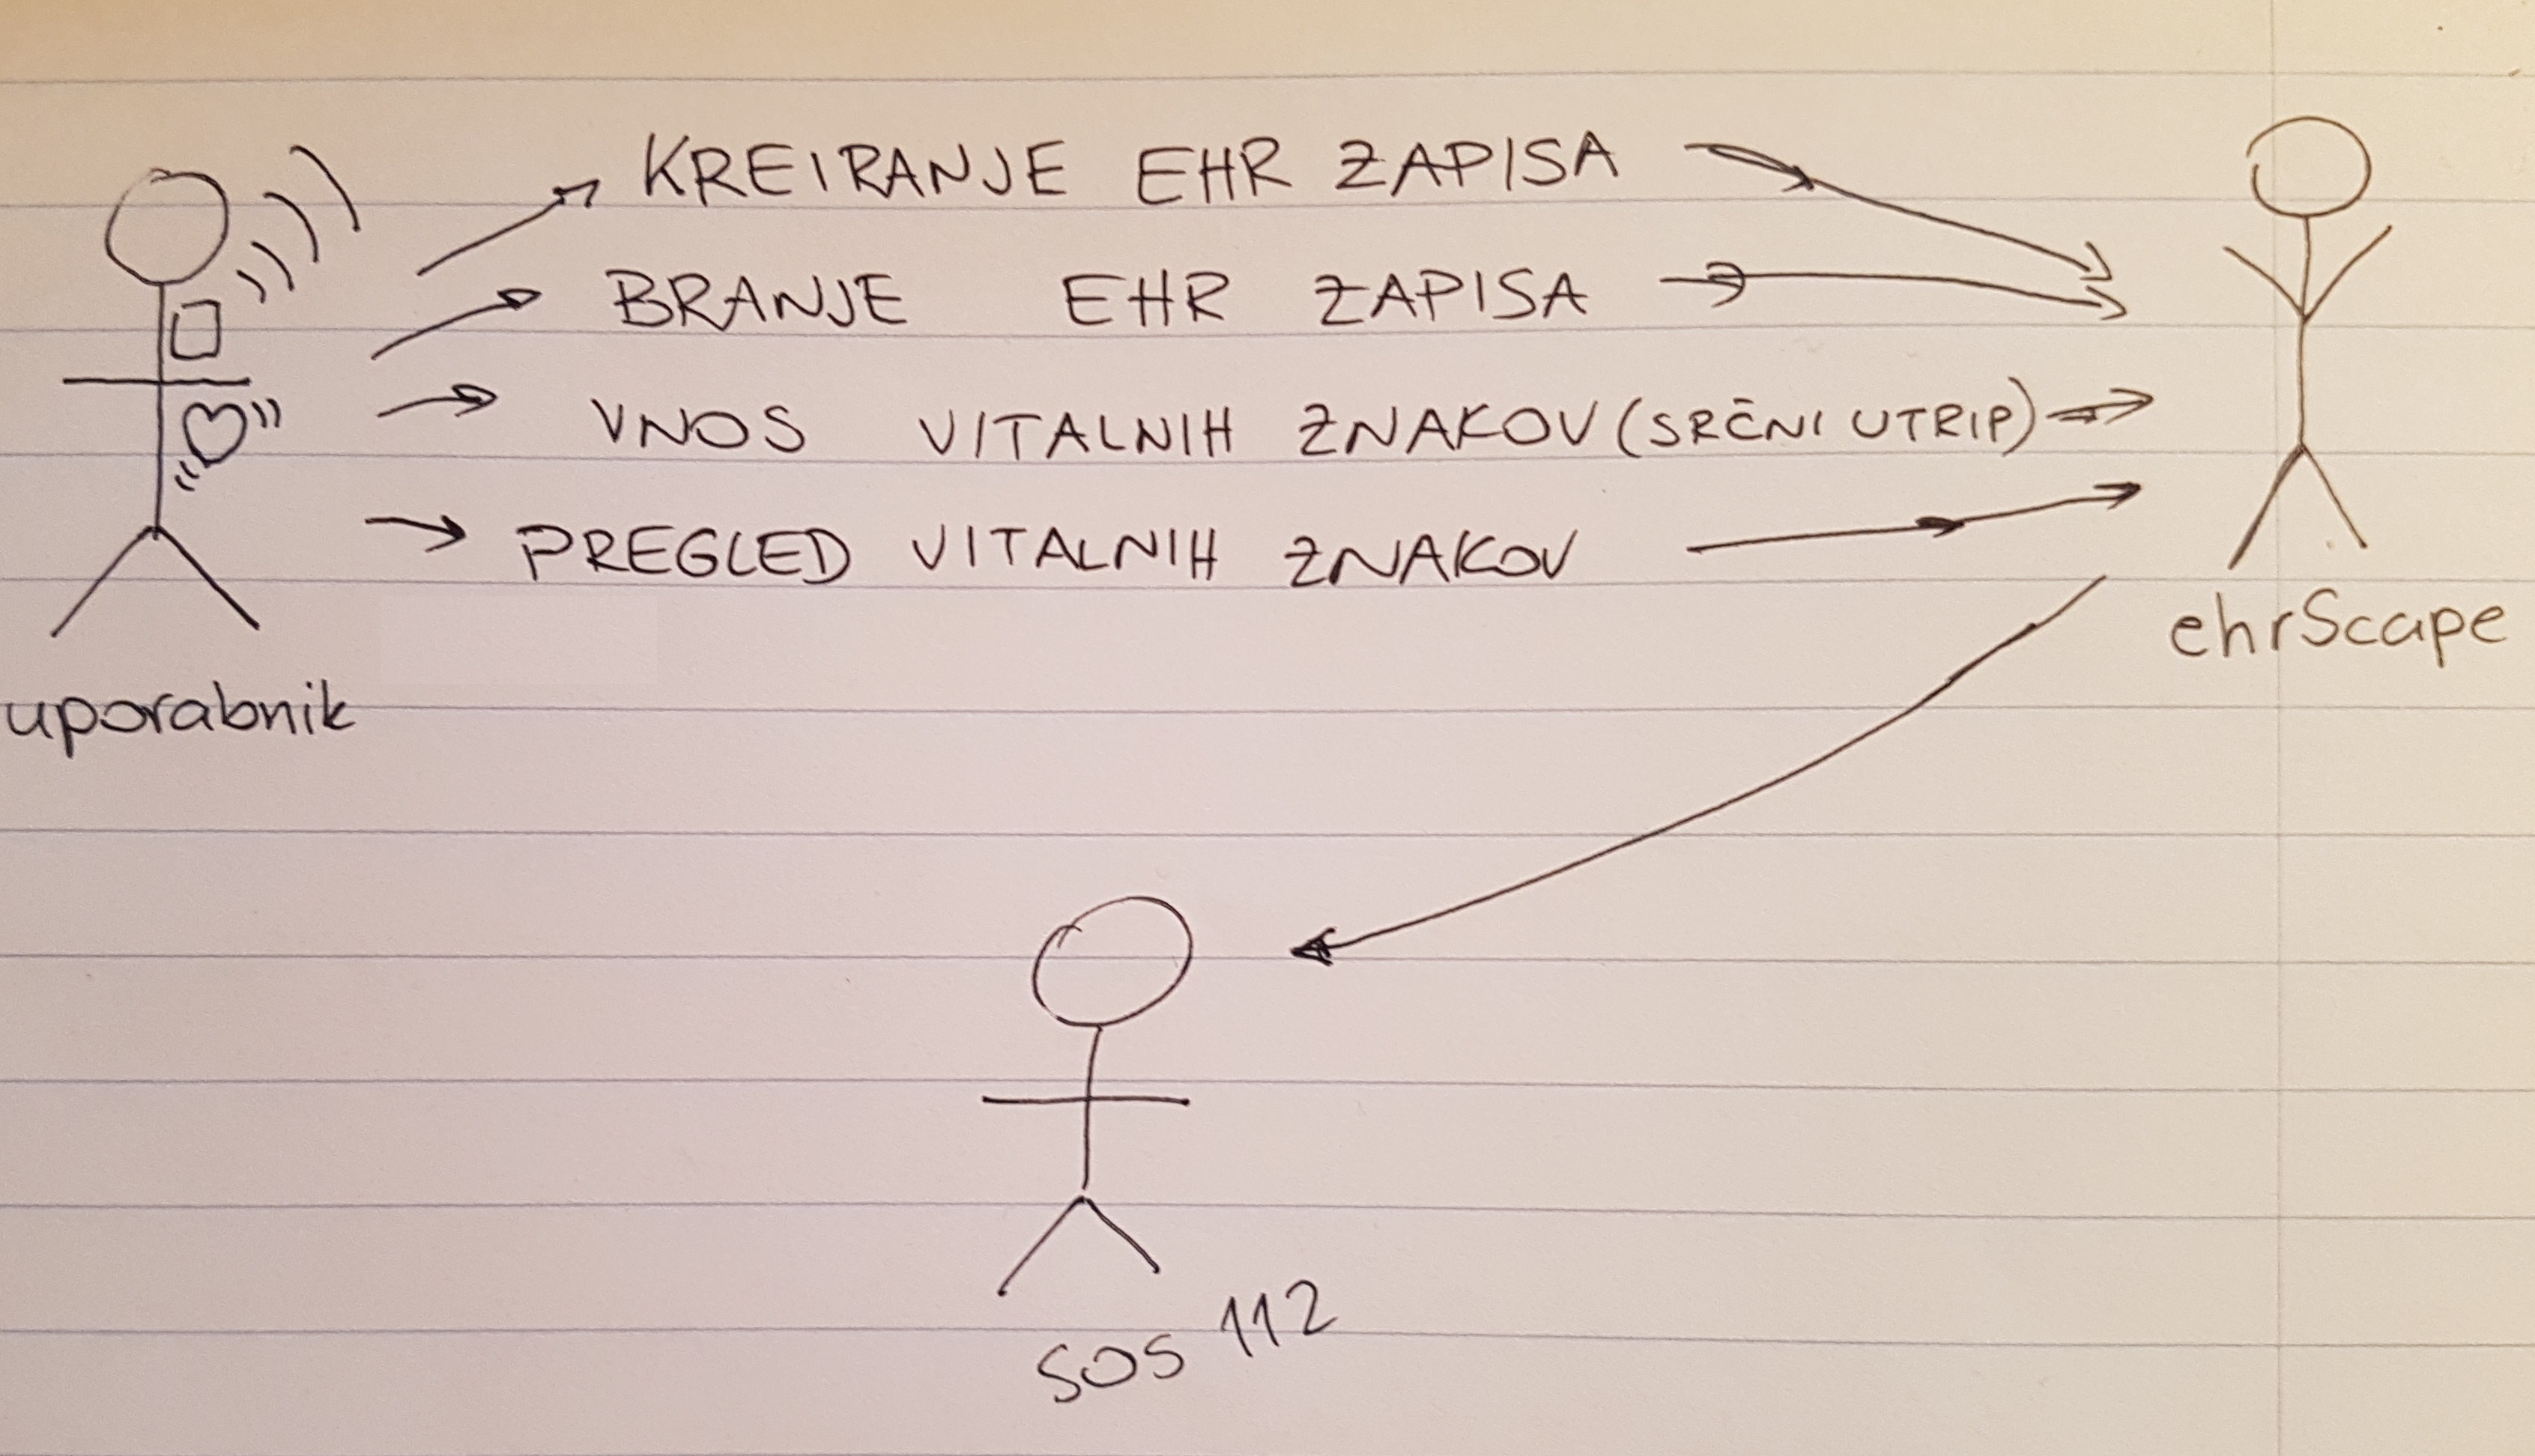 KREIRANJE EHR ZAPISA
BRANJE EHR ZAPISA
VNOS VITALNIH ZNAKOV (SRČNI UTRIP)
PREGLED VITALNIH ZNAKOV
ehrScape
uporabnik
SOS 112